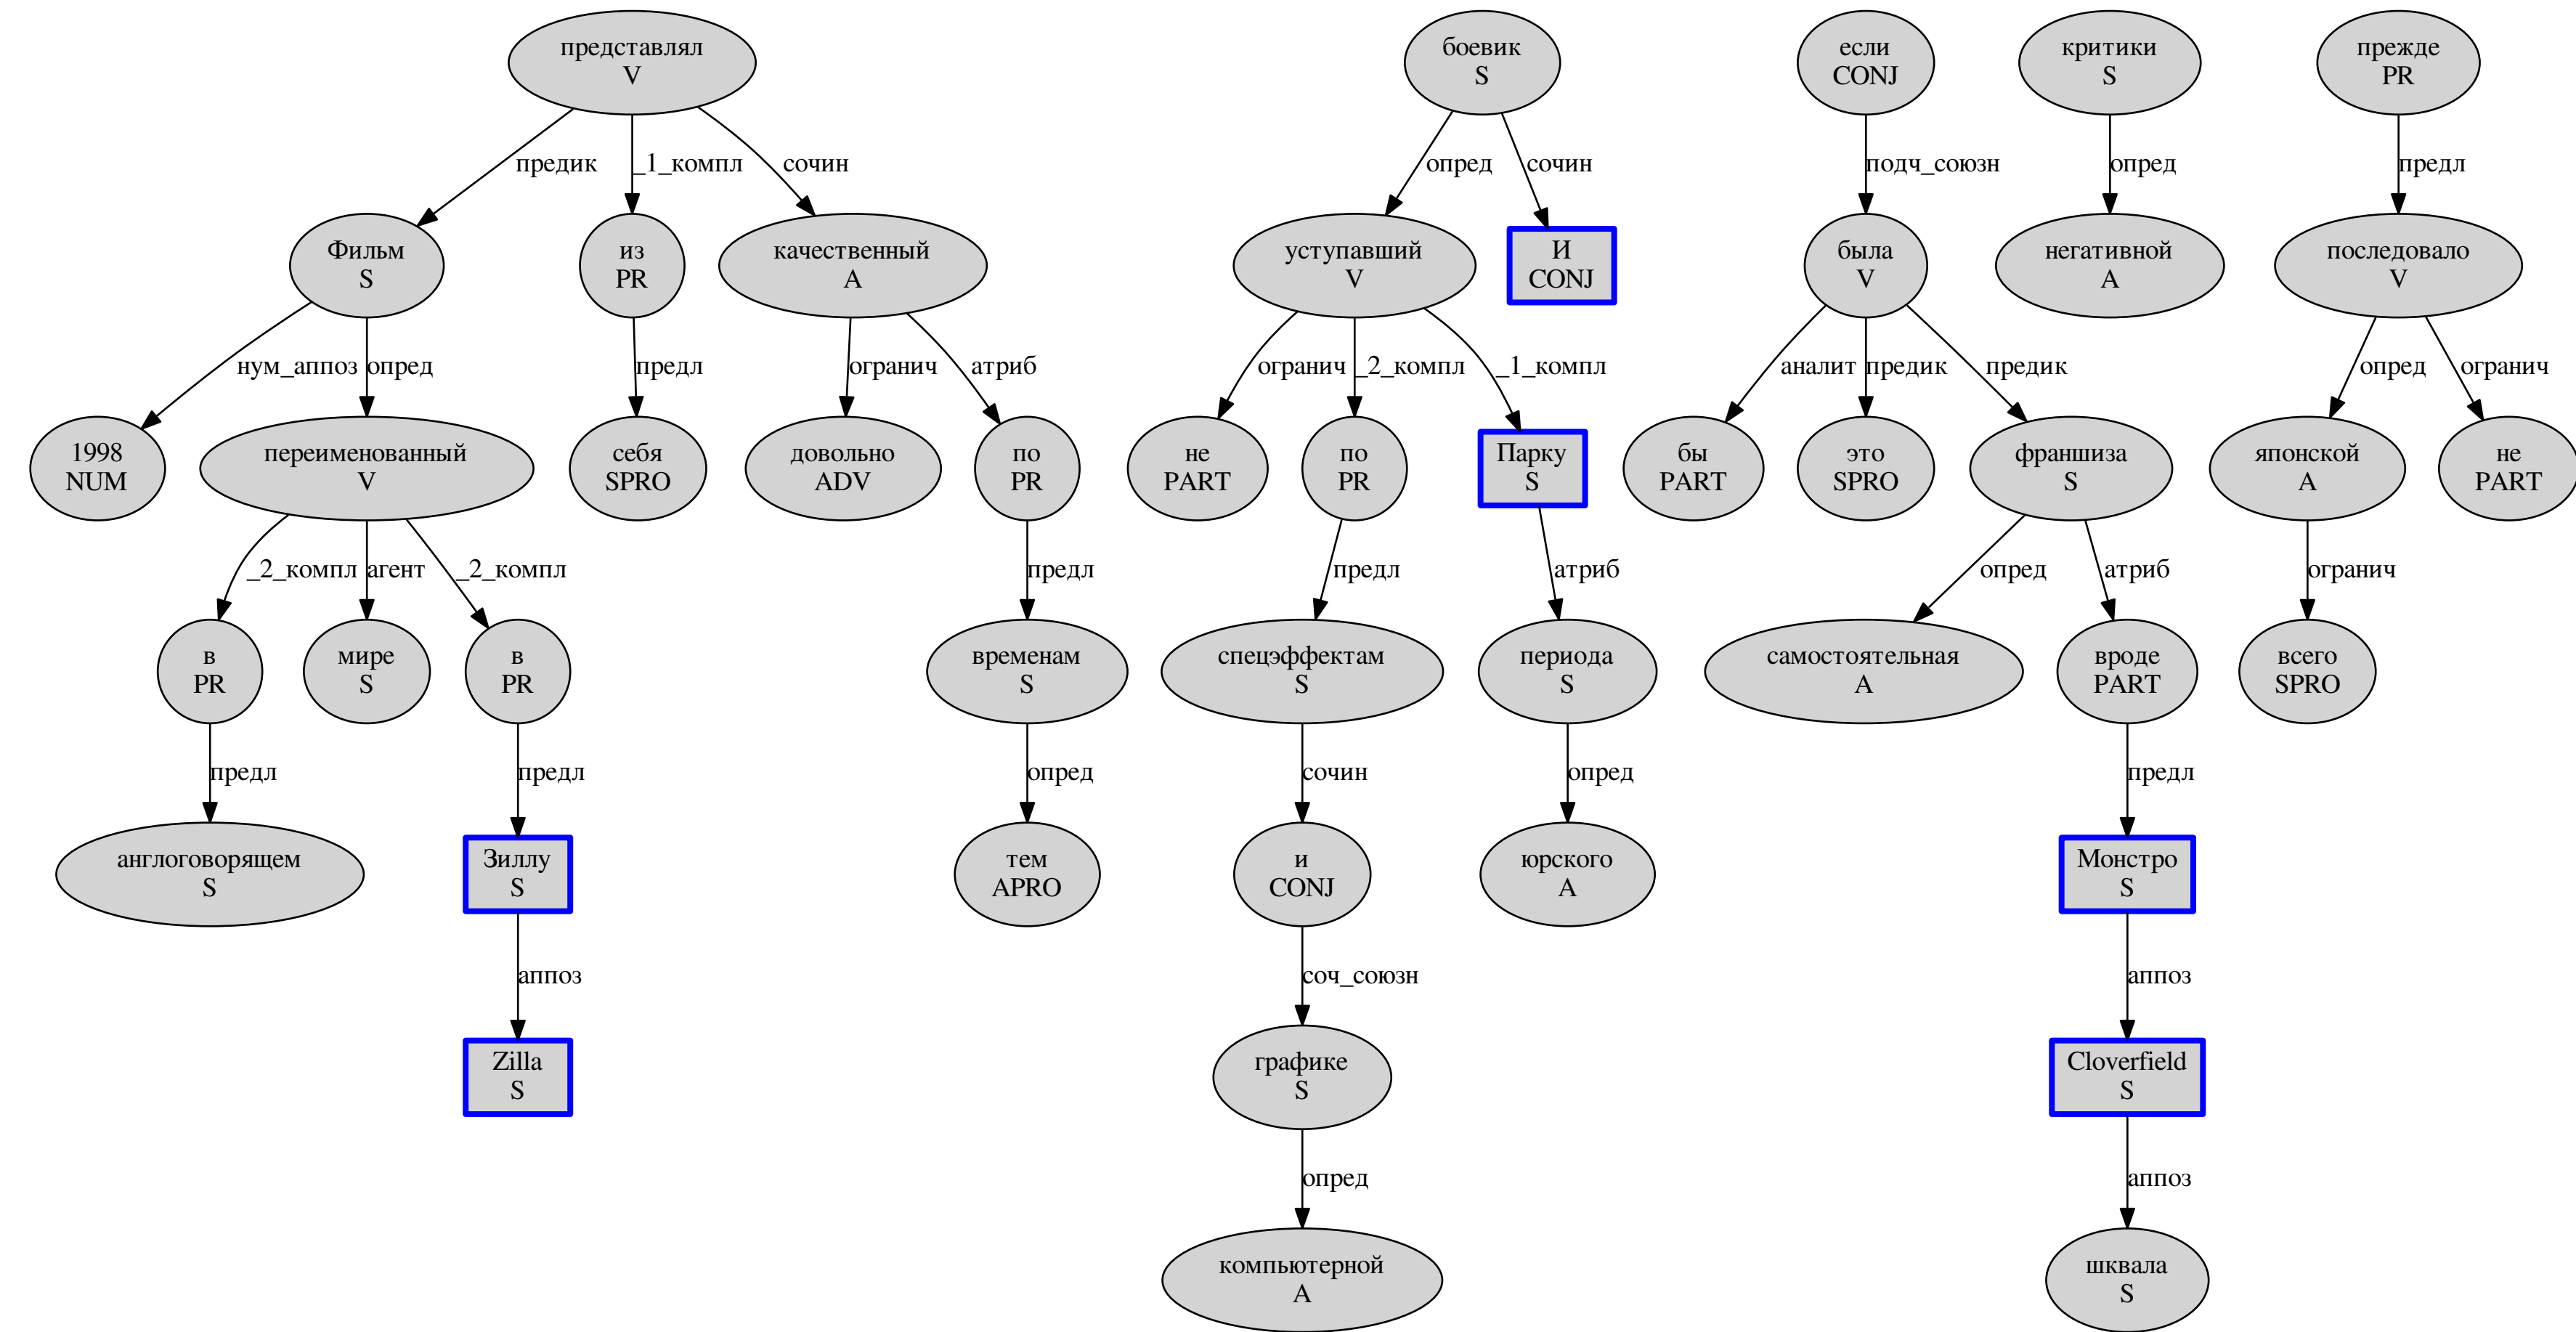 представлял
V
боевик
S
если
CONJ
критики
S
прежде
PR
предик
_1_компл
сочин
опред
сочин
подч_союзн
опред
предл
Фильм
S
из
PR
качественный
A
уступавший
V
И
CONJ
была
V
негативной
A
последовало
V
нум_аппоз
опред
предл
огранич
атриб
огранич
_2_компл
_1_компл
аналит
предик
предик
опред
огранич
1998
NUM
переименованный
V
себя
SPRO
довольно
ADV
по
PR
не
PART
по
PR
Парку
S
бы
PART
это
SPRO
франшиза
S
японской
A
не
PART
_2_компл
агент
_2_компл
предл
предл
атриб
опред
атриб
огранич
в
PR
мире
S
в
PR
временам
S
спецэффектам
S
периода
S
самостоятельная
A
вроде
PART
всего
SPRO
предл
предл
опред
сочин
опред
предл
англоговорящем
S
Зиллу
S
тем
APRO
и
CONJ
юрского
A
Монстро
S
аппоз
соч_союзн
аппоз
Zilla
S
графике
S
Cloverfield
S
опред
аппоз
компьютерной
A
шквала
S